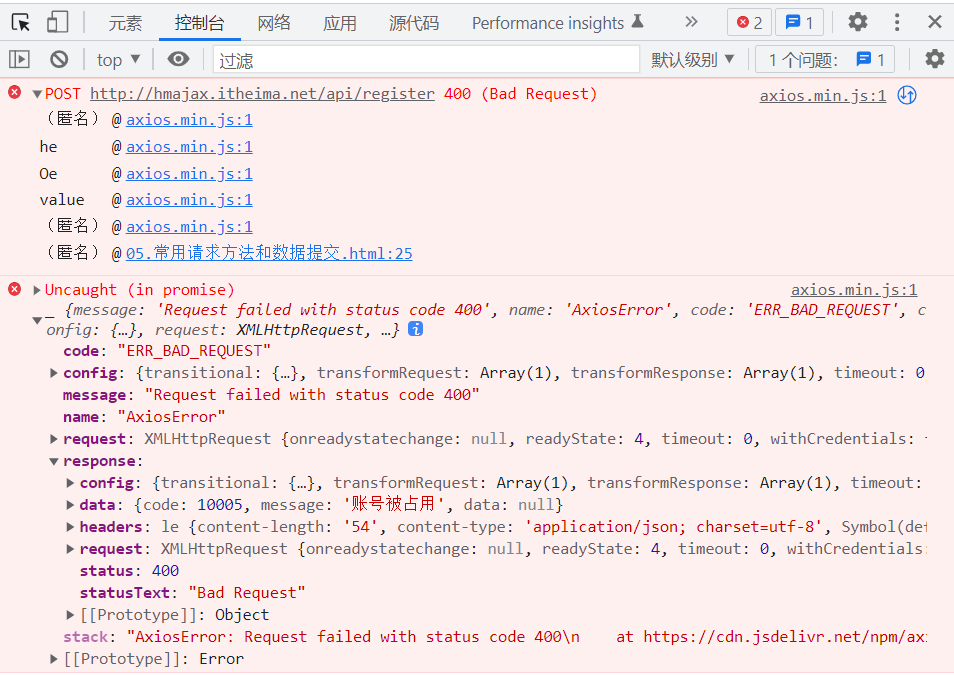 元素 控制台 网络 应用 源代码 Performance insights 2 1
top 过滤 默认级别 1 个问题: 1
POST http://hmajax.itheima.net/api/register 400 (Bad Request) axios.min.js:1
（匿名） @ axios.min.js:1
he @ axios.min.js:1
Oe @ axios.min.js:1
value @ axios.min.js:1
（匿名） @ axios.min.js:1
（匿名） @ 05.常用请求方法和数据提交.html:25
Uncaught (in promise) axios.min.js:1
_ {message: 'Request failed with status code 400', name: 'AxiosError', code: 'ERR_BAD_REQUEST', c
onfig: {…}, request: XMLHttpRequest, …}
code: "ERR_BAD_REQUEST"
config: {transitional: {…}, transformRequest: Array(1), transformResponse: Array(1), timeout: 0
message: "Request failed with status code 400"
name: "AxiosError"
request: XMLHttpRequest {onreadystatechange: null, readyState: 4, timeout: 0, withCredentials:
response:
config: {transitional: {…}, transformRequest: Array(1), transformResponse: Array(1), timeout:
data: {code: 10005, message: '账号被占用', data: null}
headers: le {content-length: '54', content-type: 'application/json; charset=utf-8', Symbol(def
request: XMLHttpRequest {onreadystatechange: null, readyState: 4, timeout: 0, withCredentials:
status: 400
statusText: "Bad Request"
[[Prototype]]: Object
stack: "AxiosError: Request failed with status code 400\n    at https://cdn.jsdelivr.net/npm/axi
[[Prototype]]: Error